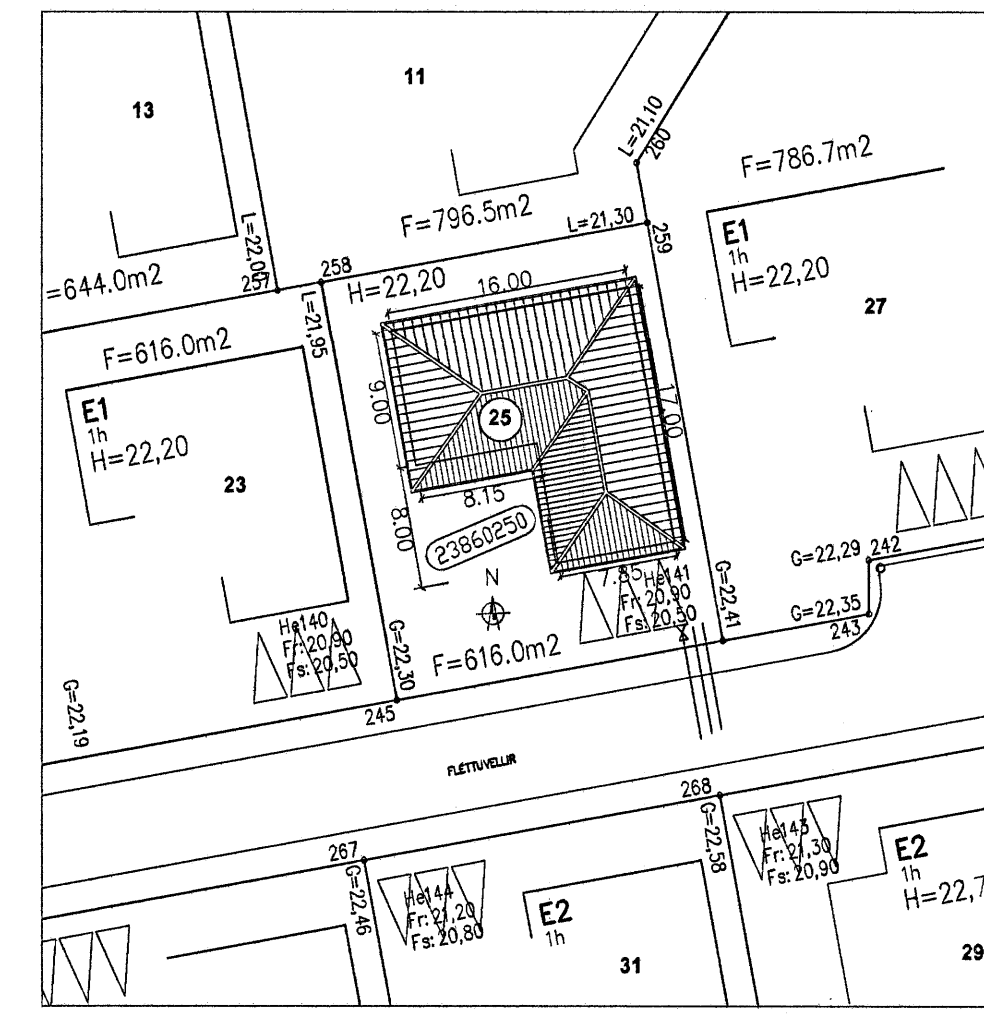 13
11
L=21,10
260
F=786.7m2
F=796.5m2
L=21,30
259
E1
1h
H=22,20
27
L=22,00
257
258
=644.0m2
H=22,20
16.00
L=21,95
F=616.0m2
E1
1h
H=22,20
23
9.00
25
17.00
8.15
8.00
23860250
N
7.85
He141
Fr: 20,90
Fs: 20,50
G=22,41
G=22,29
242
G=22,35
243
He140
Fr: 20,90
Fs: 20,50
G=22,30
F=616.0m2
G=22,19
245
FLÉTTUVELLIR
268
G=22,58
He143
Fr: 21,30
Fs: 20,90
E2
1h
H=22,7
29
267
G=22,46
He144
Fr: 21,20
Fs: 20,80
E2
1h
31